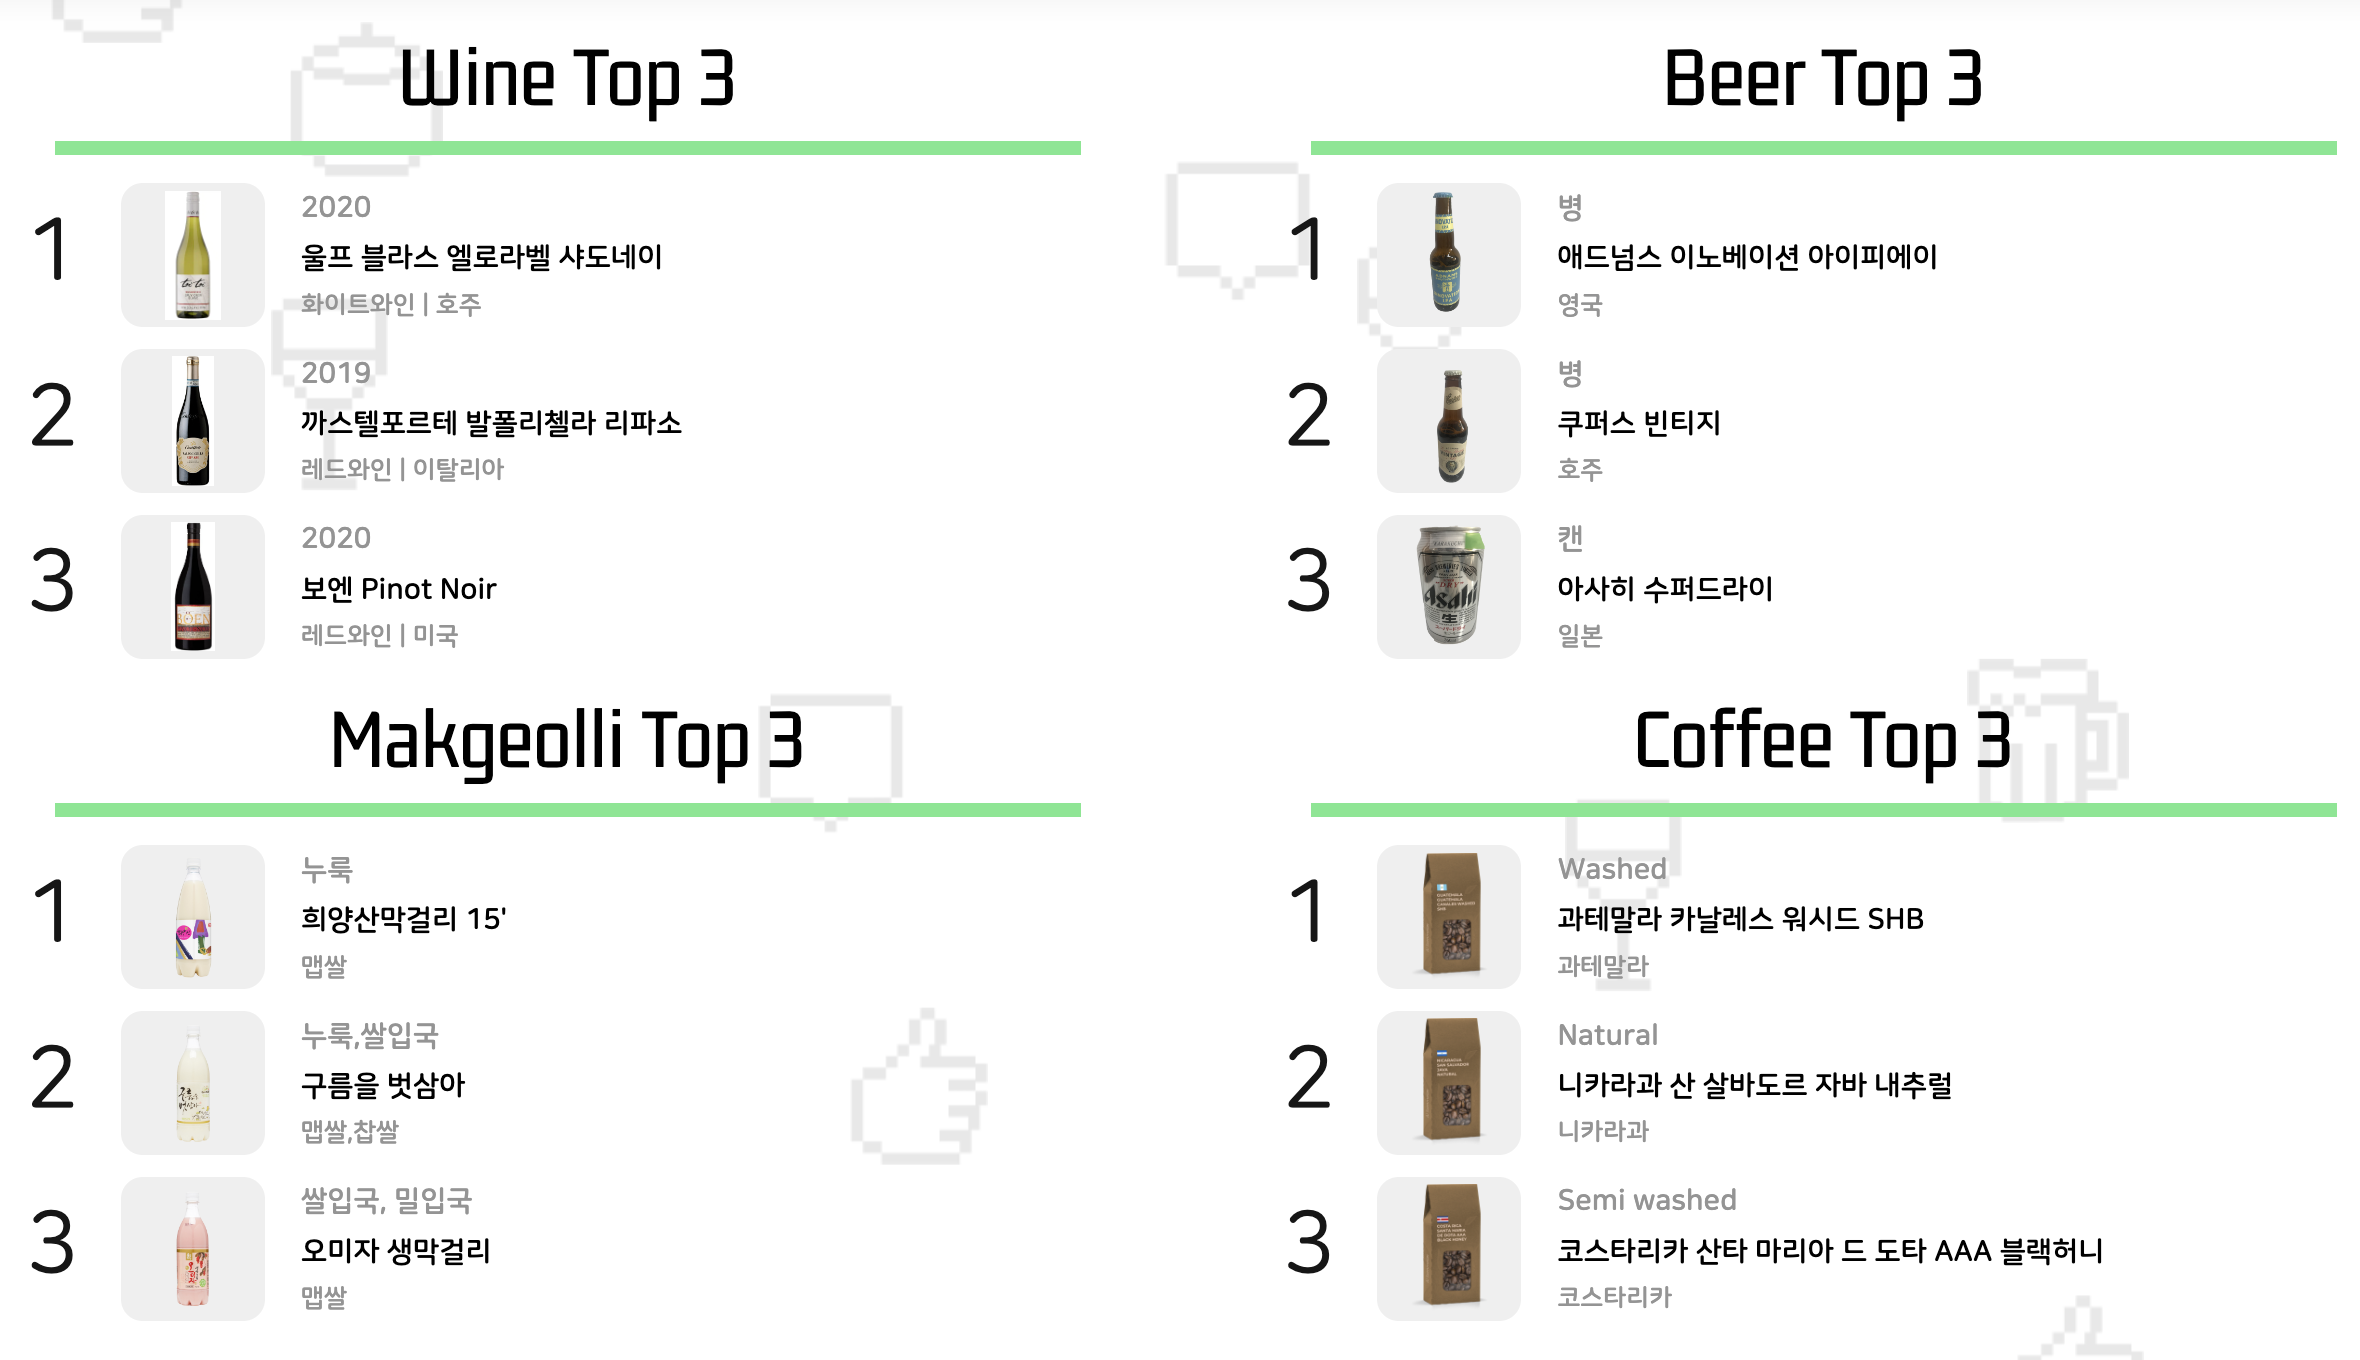 Wine Top 3
1
2020
울프 블라스 엘로라벨 샤도네이
화이트와인 | 호주
2
2019
까스텔포르테 발폴리첼라 리파소
레드와인 | 이탈리아
3
2020
보엔 Pinot Noir
레드와인 | 미국
Beer Top 3
1
병
애드넘스 이노베이션 아이피에이
영국
2
병
쿠퍼스 빈티지
호주
3
캔
아사히 수퍼드라이
일본
Asahi
Makgeolli Top 3
1
누룩
희양산막걸리 15'
맵쌀
2
누룩,쌀입국
구름을 벗삼아
맵쌀,찹쌀
3
쌀입국, 밀입국
오미자 생막걸리
맵쌀
Coffee Top 3
1
Washed
과테말라 카날레스 워시드 SHB
과테말라
2
Natural
니카라과 산 살바도르 자바 내추럴
니카라과
3
Semi washed
코스타리카 산타 마리아 드 도타 AAA 블랙허니
코스타리카